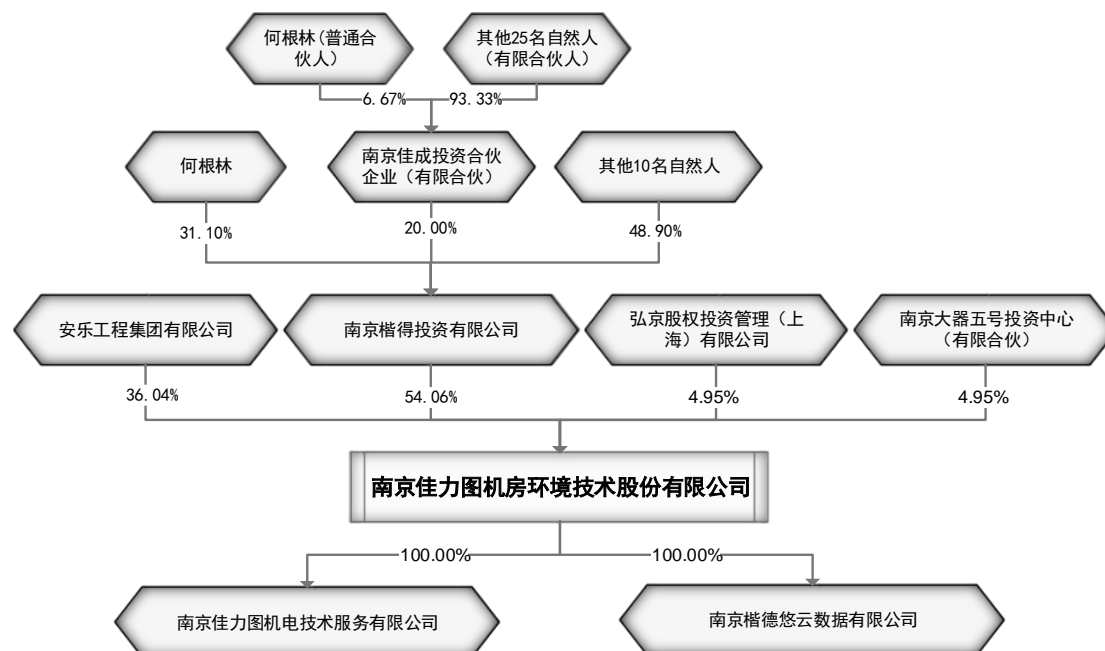 何根林(普通合
伙人）
其他25名自然人
（有限合伙人）
6.67%
93.33%
何根林
南京佳成投资合伙
企业（有限合伙）
其他10名自然人
31.10%
20.00%
48.90%
安乐工程集团有限公司
南京楷得投资有限公司
弘京股权投资管理（上
海）有限公司
南京大器五号投资中心
（有限合伙）
36.04%
54.06%
4.95%
4.95%
南京佳力图机房环境技术股份有限公司
100.00%
100.00%
南京佳力图机电技术服务有限公司
南京楷德悠云数据有限公司